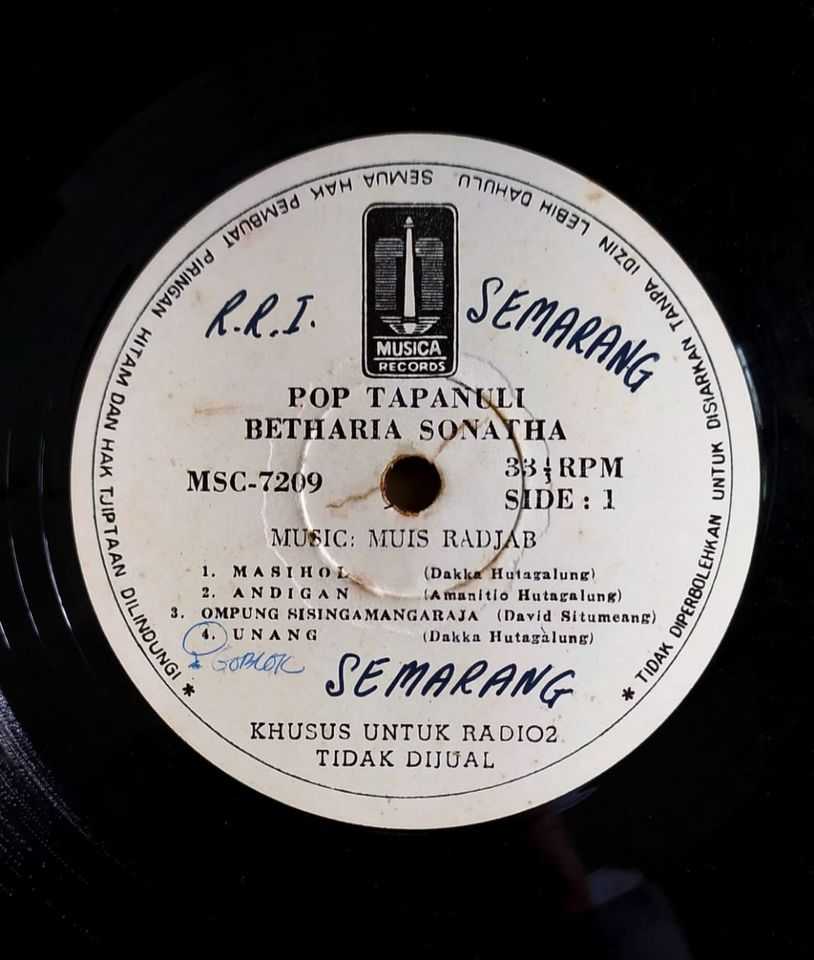 SEMUA HAK PEMBUAT PIRINGAN HITAM DAN HAK TJIPTAAN DILINDUNGI *
* TIDAK DIPERBOLEHKAN UNTUK DISIARKAN TANPA IDZIN LEBIH DAHULU.
R.R.I.
SEMARANG
MUSICA
RECORDS
POP TAPANULI
BETHARIA SONATHA
MSC-7209
33⅓ RPM
SIDE : 1
MUSIC: MUIS RADJAB
1. MASIHOL (Dakka Hutagalung)
2. ANDIGAN (Amanitio Hutagalung)
3. OMPUNG SISINGAMANGARAJA (David Situmeang)
4. UNANG (Dakka Hutagalung)
GOBLOK
SEMARANG
KHUSUS UNTUK RADIO2
TIDAK DIJUAL